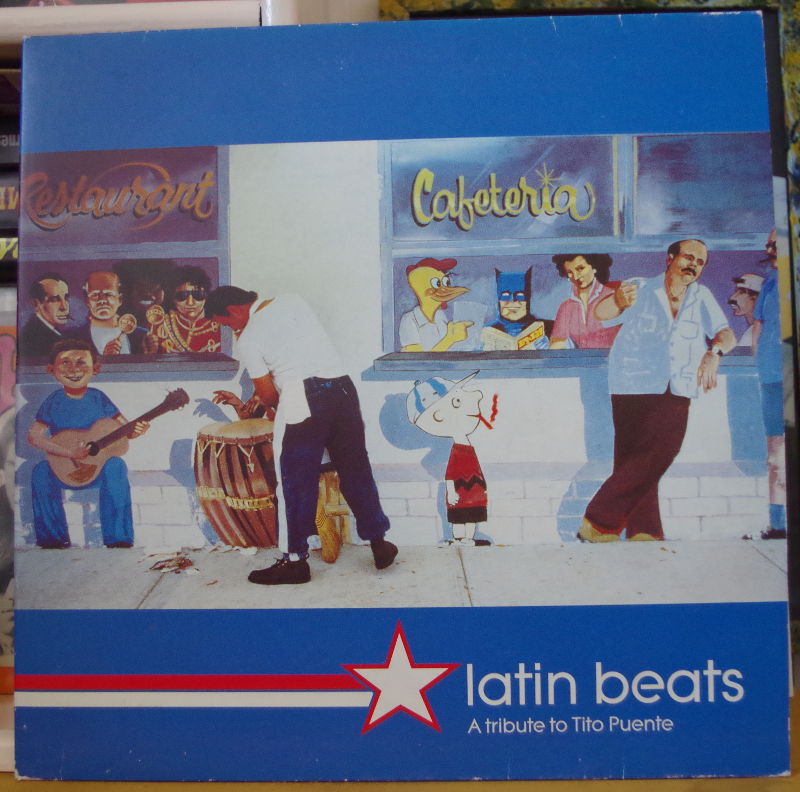 Restaurant
Cafeteria
latin beats
A tribute to Tito Puente